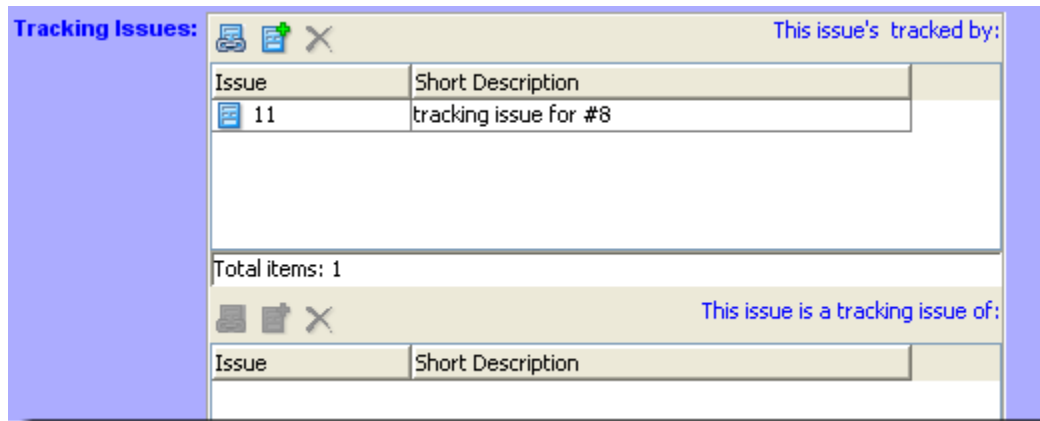 Tracking Issues:
This issue's tracked by:
Issue Short Description
11 tracking issue for #8
Total items: 1
This issue is a tracking issue of:
Issue Short Description